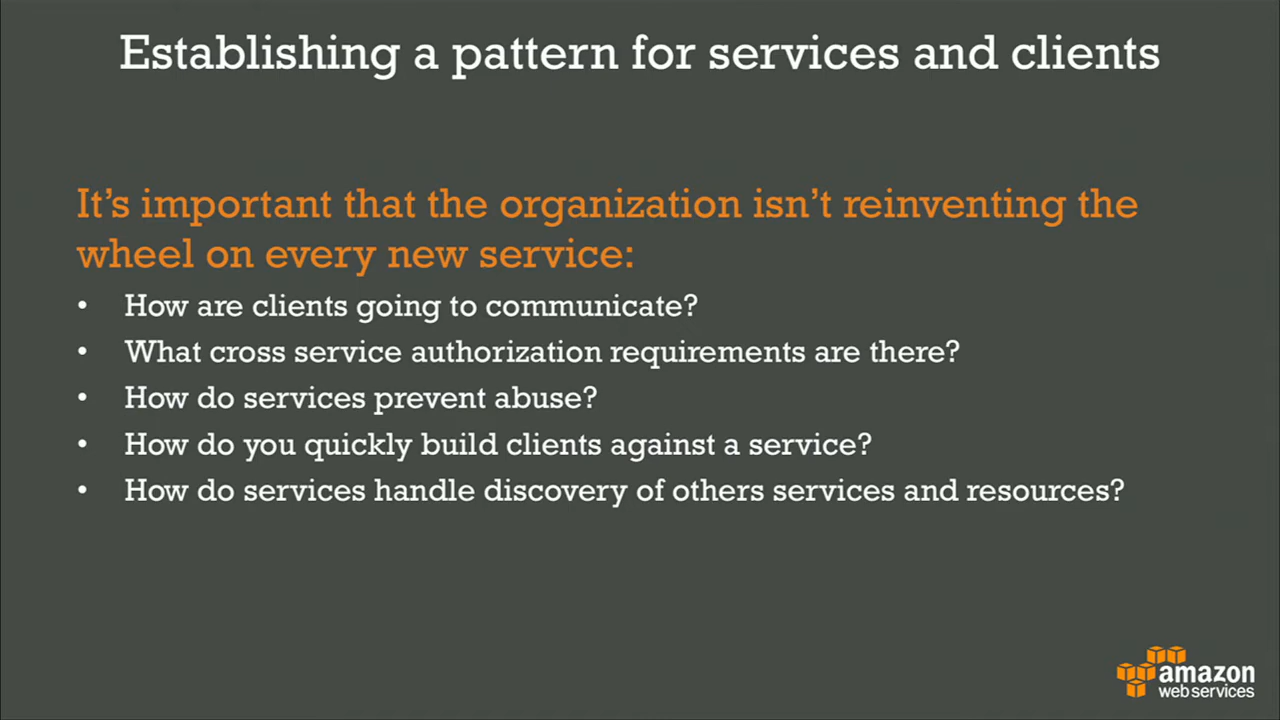 Establishing a pattern for services and clients
It’s important that the organization isn’t reinventing the
wheel on every new service:
• How are clients going to communicate?
• What cross service authorization requirements are there?
• How do services prevent abuse?
• How do you quickly build clients against a service?
• How do services handle discovery of others services and resources?
amazon
web services